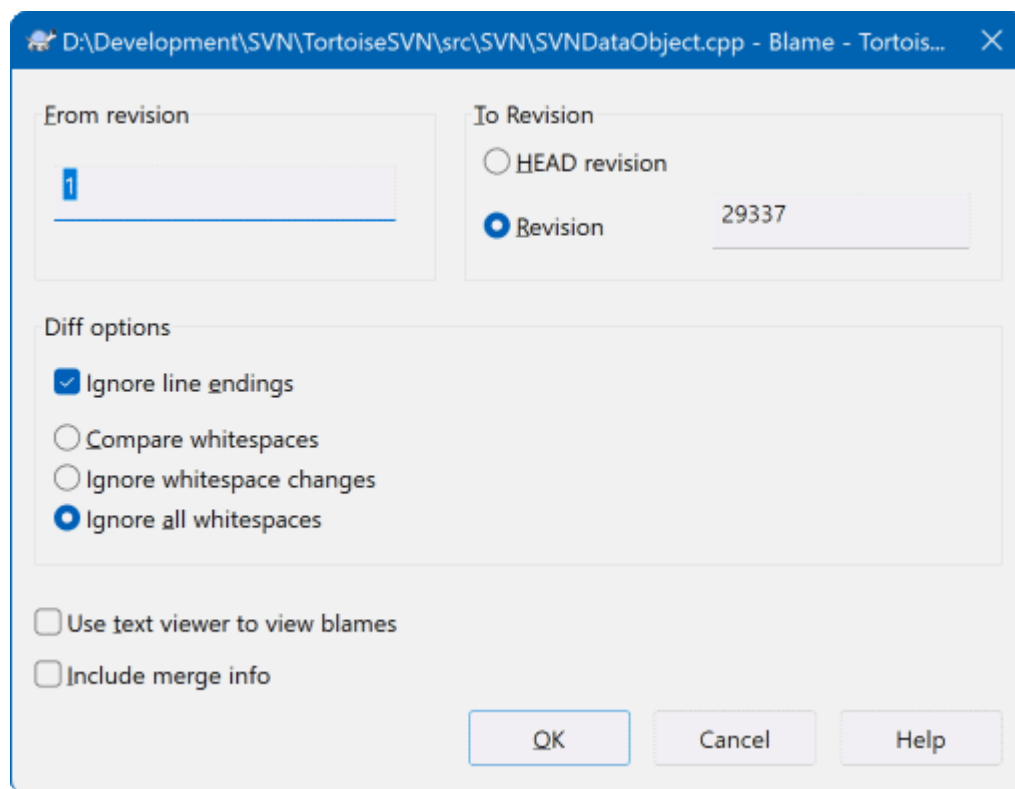 D:\Development\SVN\TortoiseSVN\src\SVN\SVNDataObject.cpp - Blame - Tortois...
From revision
1
To Revision
HEAD revision
Revision
29337
Diff options
Ignore line endings
Compare whitespaces
Ignore whitespace changes
Ignore all whitespaces
Use text viewer to view blames
Include merge info
OK
Cancel
Help